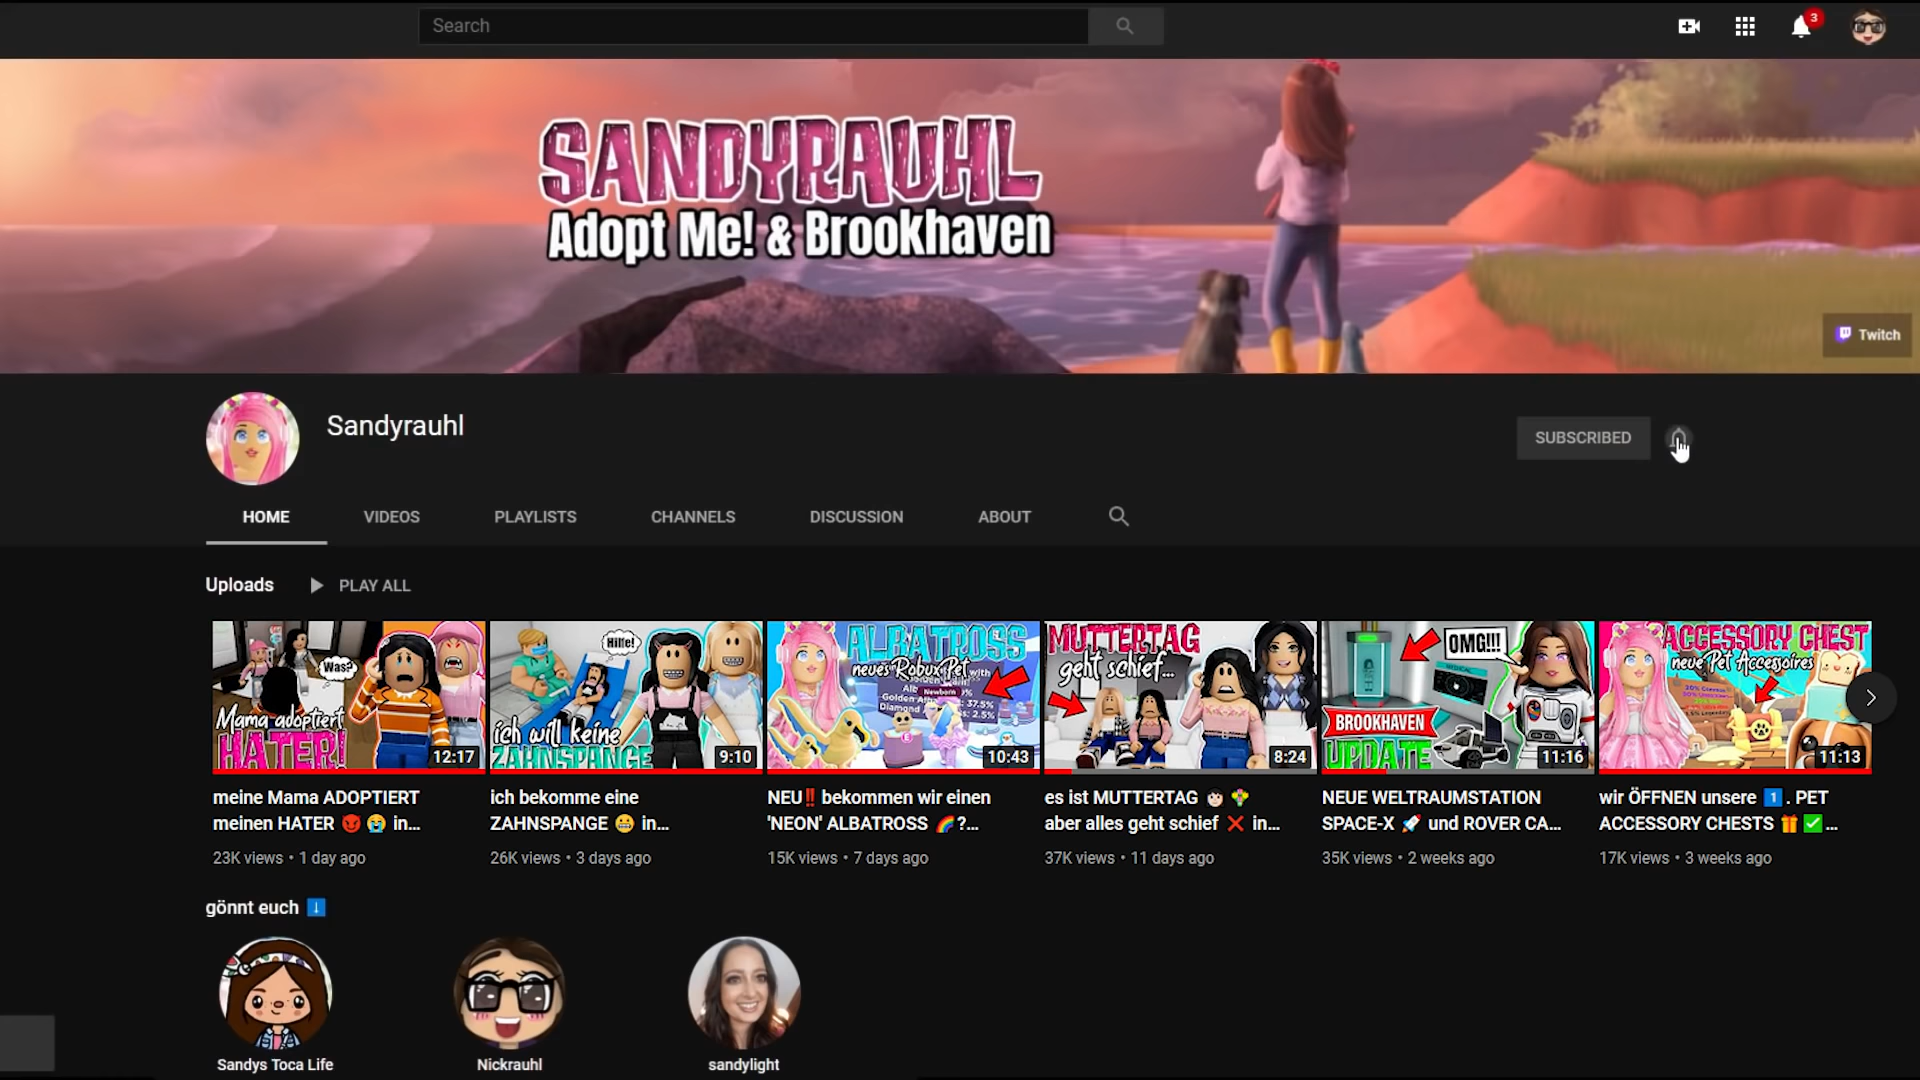 Search
3
SANDYRAUHL
Adopt Me! & Brookhaven
Twitch
Sandyrauhl
SUBSCRIBED
HOME VIDEOS PLAYLISTS CHANNELS DISCUSSION ABOUT
Uploads PLAY ALL
Was?
Mama adoptiert
HATER!
12:17
Hilfe!
ich will keine
ZAHNSPANGE
9:10
ALBATROSS
neues Robux Pet
Newborn
10:43
MUTTERTAG
geht schief...
8:24
OMG!!!
BROOKHAVEN
UPDATE
11:16
ACCESSORY CHEST
neue Pet Accessoires
11:13
meine Mama ADOPTIERT
meinen HATER 😈 😭 in...
23K views • 1 day ago
ich bekomme eine
ZAHNSPANGE 😬 in...
26K views • 3 days ago
NEU‼️ bekommen wir einen
'NEON' ALBATROSS 🌈?...
15K views • 7 days ago
es ist MUTTERTAG 👩🏻 💐
aber alles geht schief ❌ in...
37K views • 11 days ago
NEUE WELTRAUMSTATION
SPACE-X 🚀 und ROVER CA...
35K views • 2 weeks ago
wir ÖFFNEN unsere 1️⃣. PET
ACCESSORY CHESTS 🎁 ✅ ...
17K views • 3 weeks ago
gönnt euch ⬇️
Sandys Toca Life
Nickrauhl
sandylight